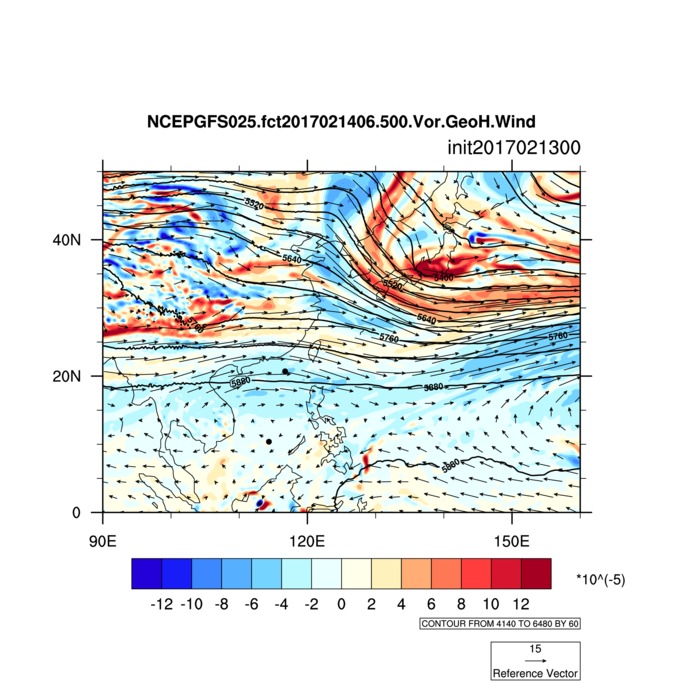 NCEPGFS025.fct2017021406.500.Vor.GeoH.Wind
init2017021300
5520
40N
5640
5400
5520
5640
5760
5760
5760
20N
5880
5880
5880
0
90E 120E 150E
-12 -10 -8 -6 -4 -2 0 2 4 6 8 10 12 *10^(-5)
CONTOUR FROM 4140 TO 6480 BY 60
15
Reference Vector